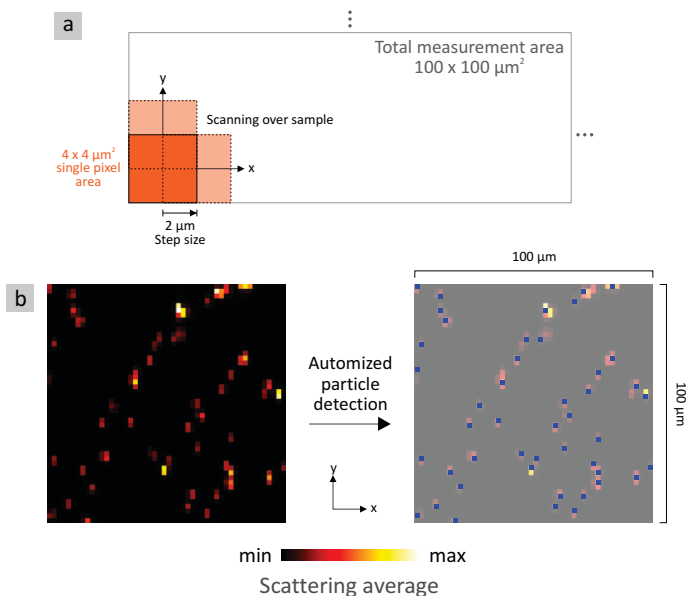 a
Total measurement area
100 x 100 µm²
y
Scanning over sample
4 x 4 µm²
single pixel
area
x
2 µm
Step size
b
100 µm
Automized
particle
detection
100 µm
y
x
min
max
Scattering average